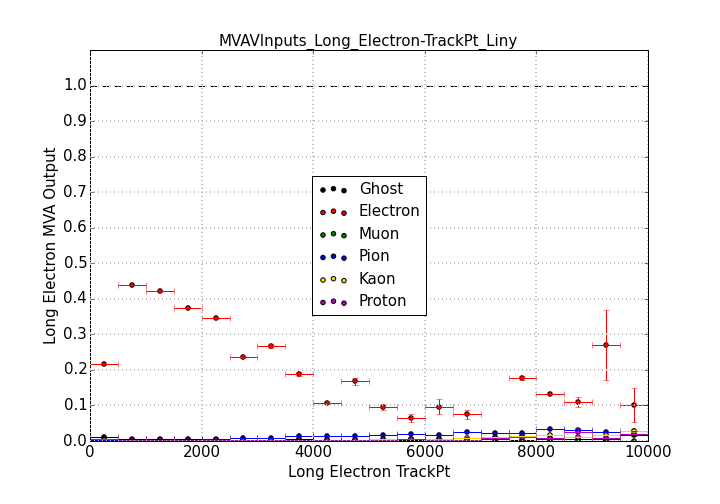 MVAVInputs_Long_Electron-TrackPt_Liny
1.0
0.9
0.8
0.7
0.6
0.5
0.4
0.3
0.2
0.1
0.0
Long Electron MVA Output
Ghost
Electron
Muon
Pion
Kaon
Proton
0 2000 4000 6000 8000 10000
Long Electron TrackPt